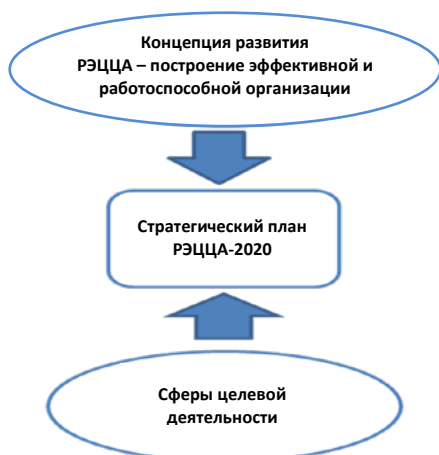 Концепция развития
РЭЦЦА – построение эффективной и
работоспособной организации
Стратегический план
РЭЦЦА-2020
Сферы целевой
деятельности